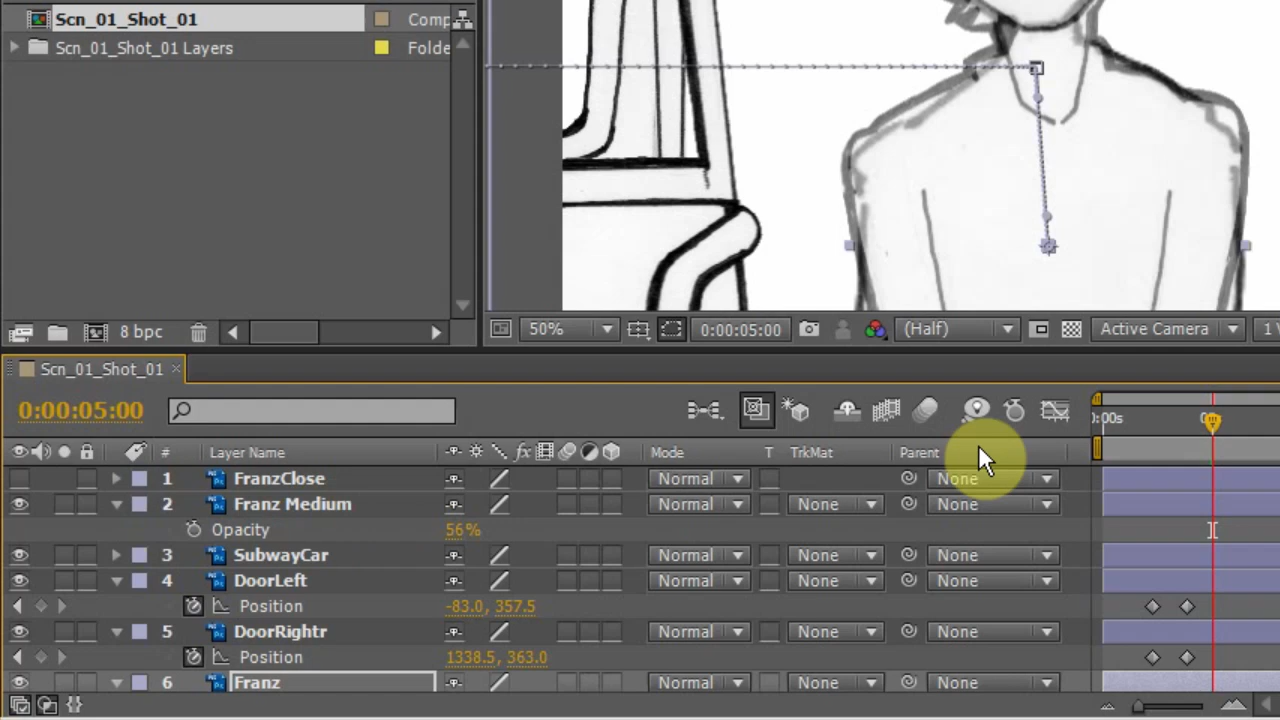 Scn_01_Shot_01 Comp
Scn_01_Shot_01 Layers Folde
8 bpc
50% 0:00:05:00 (Half) Active Camera 1
Scn_01_Shot_01
0:00:05:00
:00s 0
# Layer Name Mode T TrkMat Parent
1 FranzClose Normal None
2 Franz Medium Normal None None
Opacity 56%
3 SubwayCar Normal None None
4 DoorLeft Normal None None
Position -83.0, 357.5
5 DoorRightr Normal None None
Position 1338.5, 363.0
6 Franz Normal None None